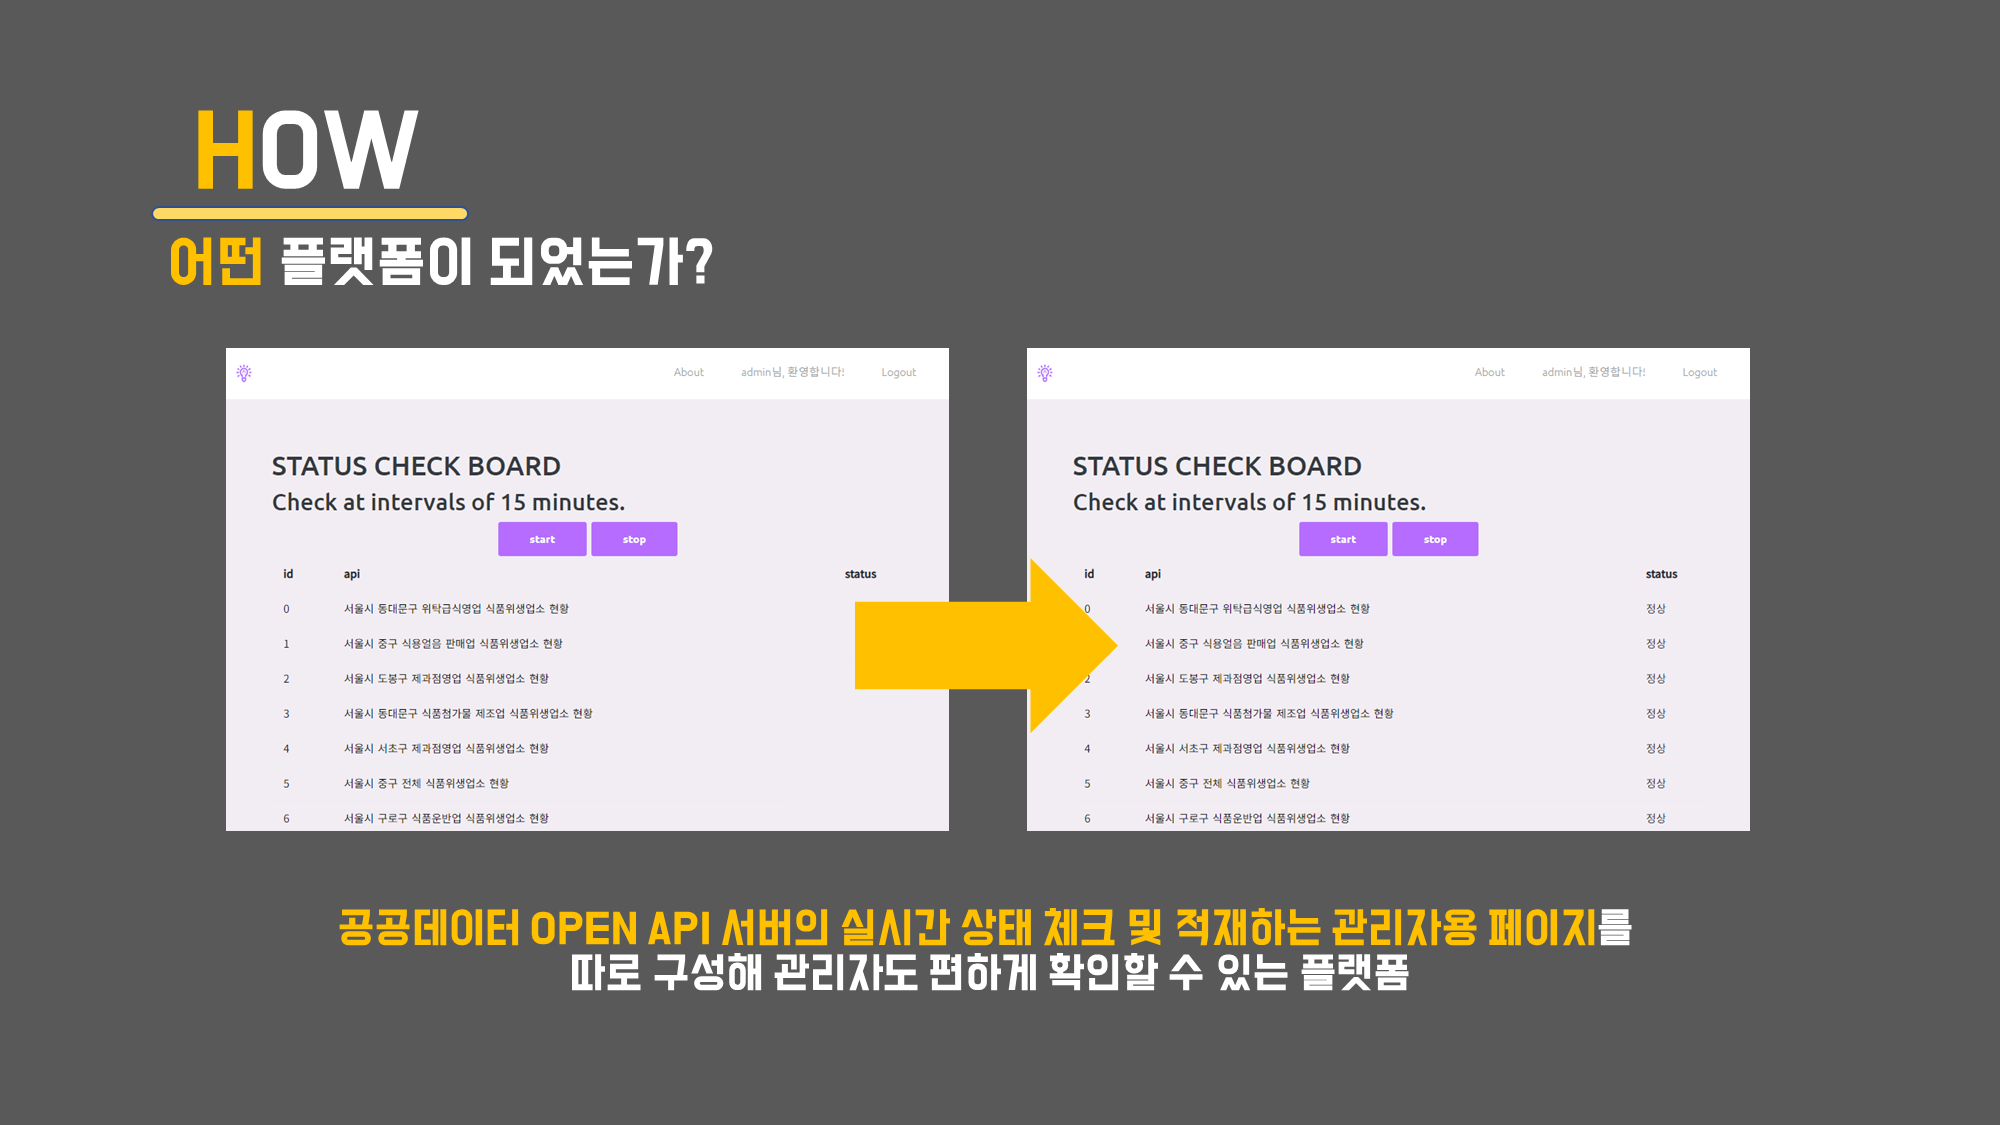 HOW
어떤 플랫폼이 되었는가?
About admin님, 환영합니다! Logout
STATUS CHECK BOARD
Check at intervals of 15 minutes.
start stop
id api status
0 서울시 동대문구 위탁급식영업 식품위생업소 현황
1 서울시 중구 식용얼음 판매업 식품위생업소 현황
2 서울시 도봉구 제과점영업 식품위생업소 현황
3 서울시 동대문구 식품첨가물 제조업 식품위생업소 현황
4 서울시 서초구 제과점영업 식품위생업소 현황
5 서울시 중구 전체 식품위생업소 현황
6 서울시 구로구 식품운반업 식품위생업소 현황
About admin님, 환영합니다! Logout
STATUS CHECK BOARD
Check at intervals of 15 minutes.
start stop
id api status
0 서울시 동대문구 위탁급식영업 식품위생업소 현황 정상
서울시 중구 식용얼음 판매업 식품위생업소 현황 정상
2 서울시 도봉구 제과점영업 식품위생업소 현황 정상
3 서울시 동대문구 식품첨가물 제조업 식품위생업소 현황 정상
4 서울시 서초구 제과점영업 식품위생업소 현황 정상
5 서울시 중구 전체 식품위생업소 현황 정상
6 서울시 구로구 식품운반업 식품위생업소 현황 정상
공공데이터 OPEN API 서버의 실시간 상태 체크 및 적재하는 관리자용 페이지를
따로 구성해 관리자도 편하게 확인할 수 있는 플랫폼